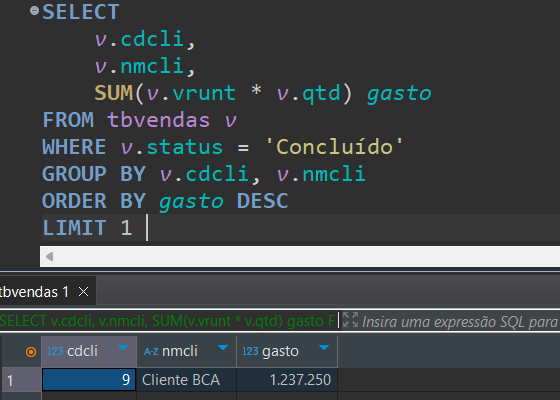 SELECT
v.cdcli,
v.nmcli,
SUM(v.vrunt * v.qtd) gasto
FROM tbvendas v
WHERE v.status = 'Concluído'
GROUP BY v.cdcli, v.nmcli
ORDER BY gasto DESC
LIMIT 1
tbvendas 1
SELECT v.cdcli, v.nmcli, SUM(v.vrunt * v.qtd) gasto F Insira uma expressão SQL para
123 cdcli A-Z nmcli 123 gasto
1 9 Cliente BCA 1.237.250